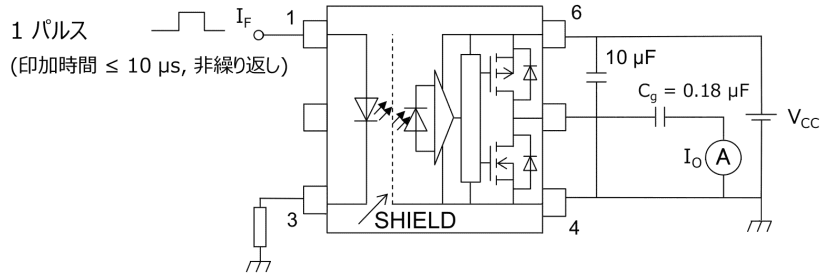 1 パルス
(印加時間 ≤ 10 μs, 非繰り返し)
I_F
1
6
10 μF
C_g = 0.18 μF
V_CC
I_O
A
3
SHIELD
4